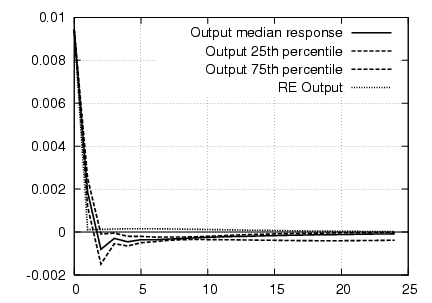 0.01
0.008
0.006
0.004
0.002
0
-0.002
Output median response
Output 25th percentile
Output 75th percentile
RE Output
0 5 10 15 20 25